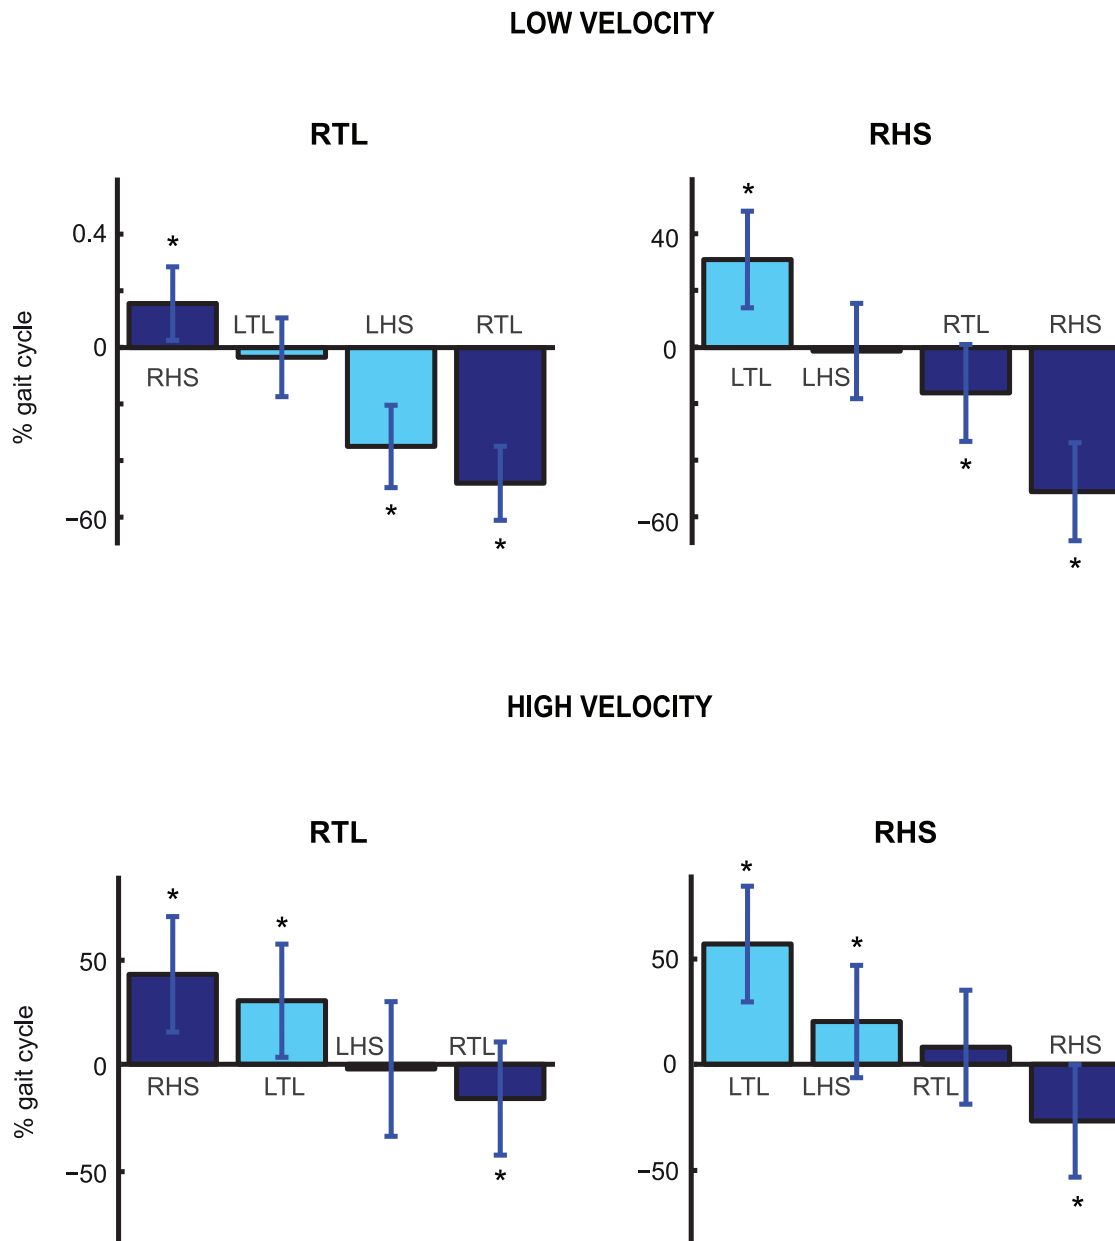 LOW VELOCITY
RTL
RHS
% gait cycle
0.4
0
−60
*
RHS
LTL
LHS
*
RTL
*
40
0
−60
*
LTL
LHS
RTL
*
RHS
*
HIGH VELOCITY
RTL
RHS
% gait cycle
50
0
−50
*
RHS
*
LTL
LHS
RTL
*
50
0
−50
*
LTL
*
LHS
RTL
RHS
*